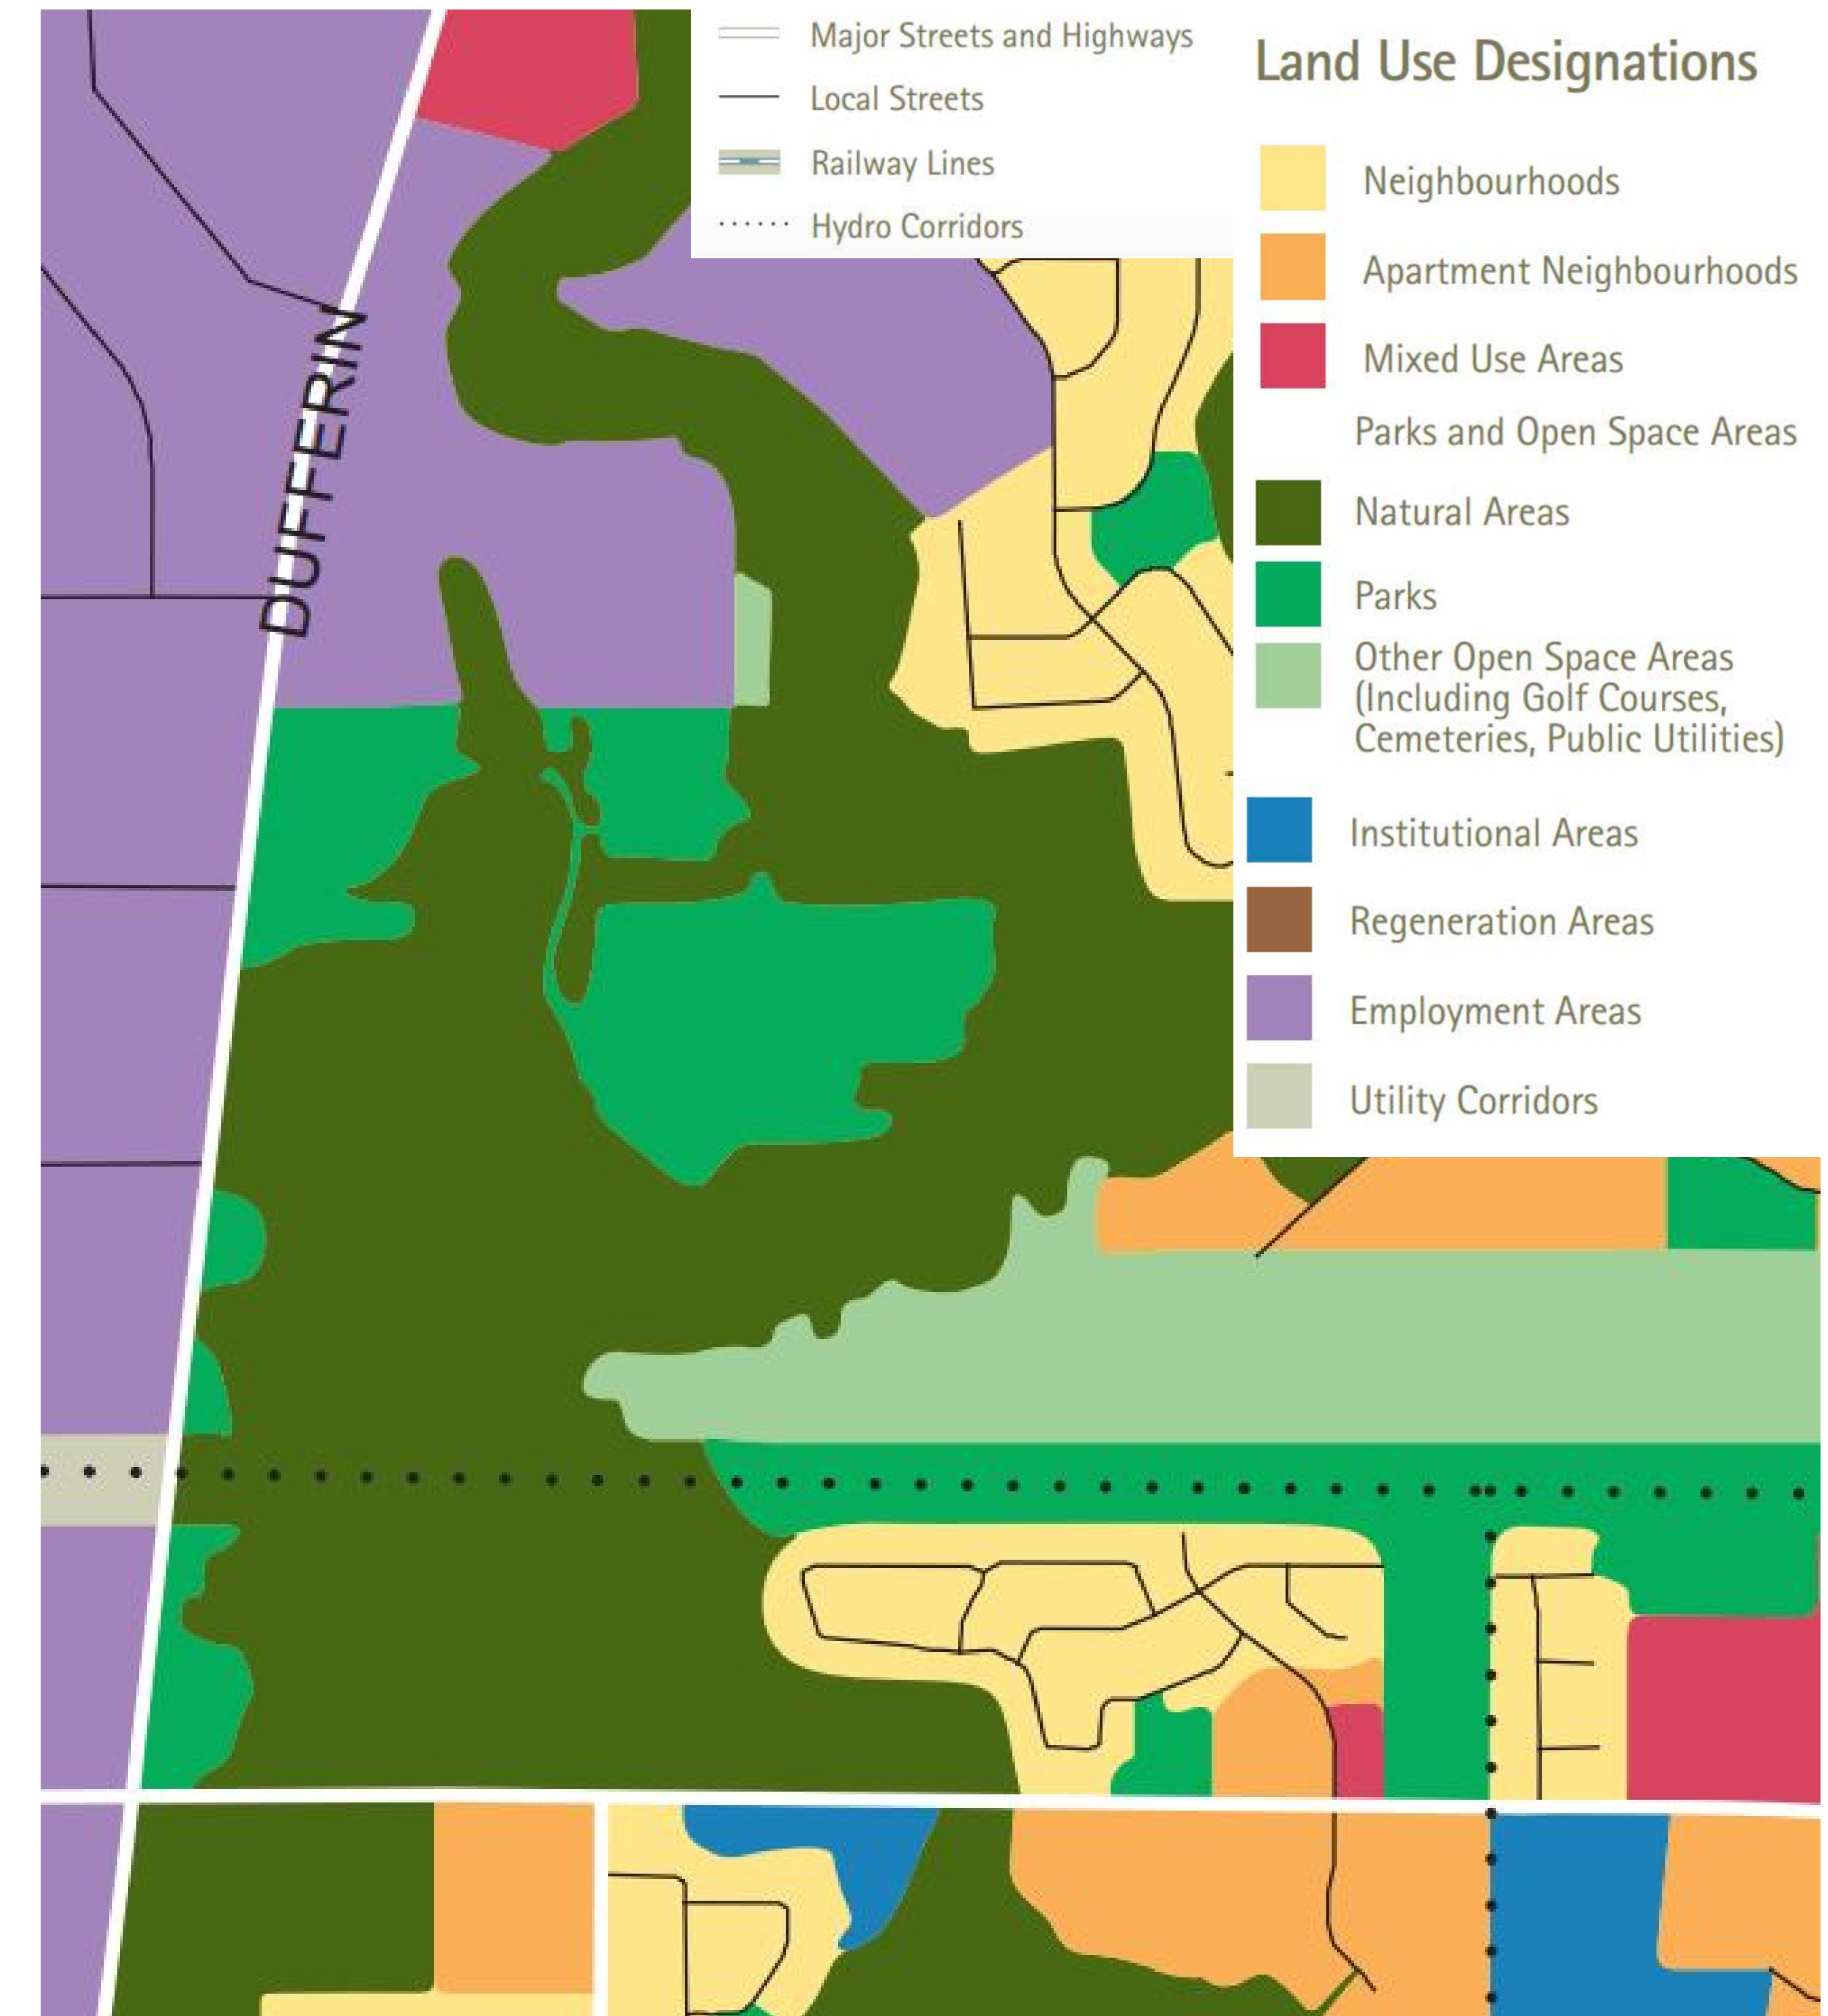 Major Streets and Highways
Local Streets
Railway Lines
Hydro Corridors
Land Use Designations
Neighbourhoods
Apartment Neighbourhoods
Mixed Use Areas
Parks and Open Space Areas
Natural Areas
Parks
Other Open Space Areas
(Including Golf Courses,
Cemeteries, Public Utilities)
Institutional Areas
Regeneration Areas
Employment Areas
Utility Corridors
DUFFERIN